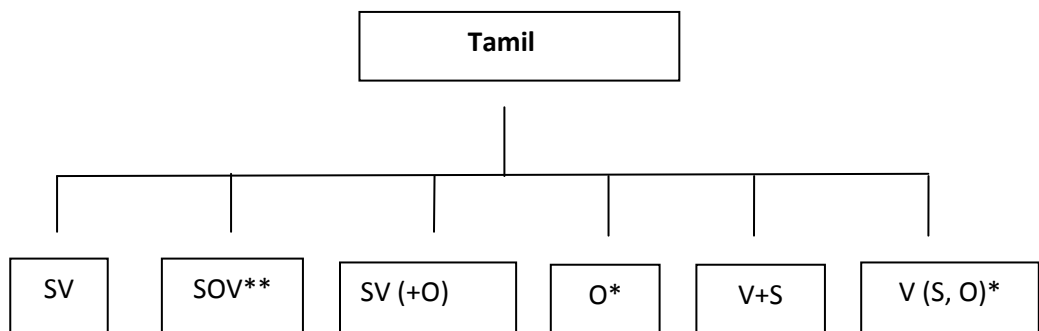 Tamil
SV SOV** SV (+O) O* V+S V (S, O)*